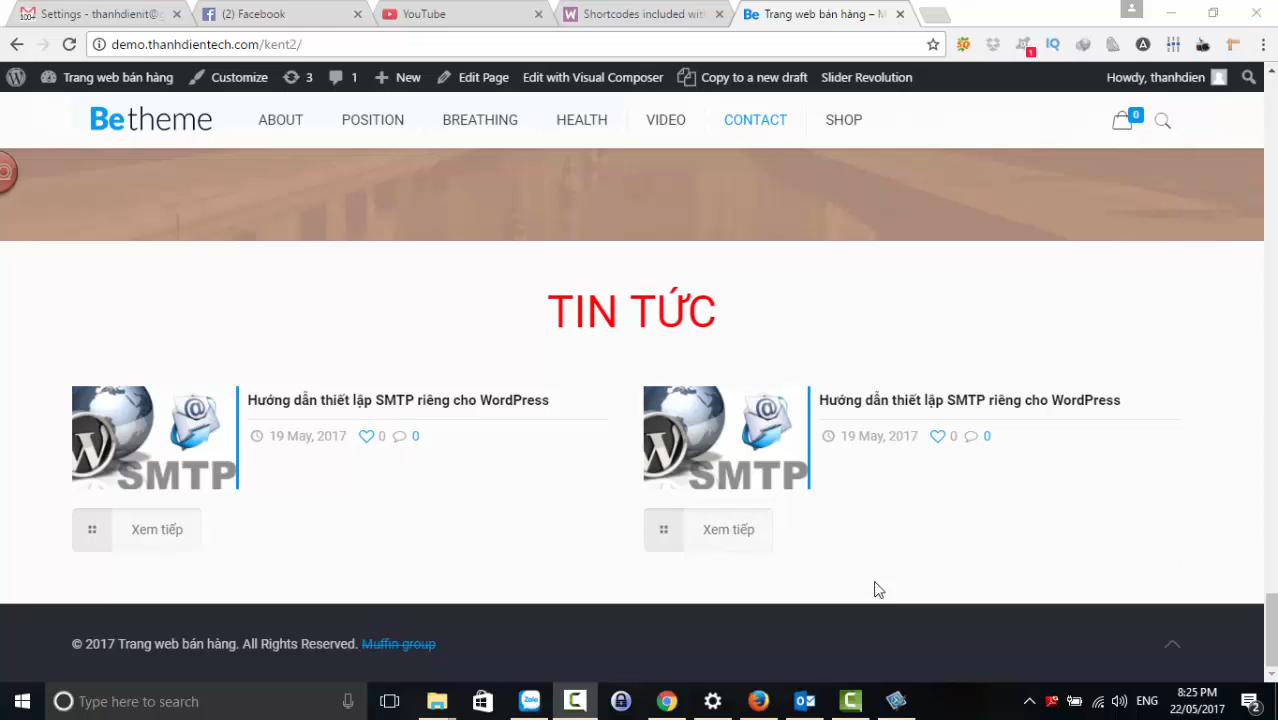 Settings - thanhdienit@g
(2) Facebook
YouTube
Shortcodes included wit
Trang web bán hàng – M
demo.thanhdientech.com/kent2/
1
Trang web bán hàng
Customize
3
1
New
Edit Page
Edit with Visual Composer
Copy to a new draft
Slider Revolution
Howdy, thanhdien
Betheme
ABOUT
POSITION
BREATHING
HEALTH
VIDEO
CONTACT
SHOP
0
TIN TỨC
SMTP
Hướng dẫn thiết lập SMTP riêng cho WordPress
19 May, 2017
0
0
Xem tiếp
SMTP
Hướng dẫn thiết lập SMTP riêng cho WordPress
19 May, 2017
0
0
Xem tiếp
© 2017 Trang web bán hàng. All Rights Reserved. Muffin group
Type here to search
Zalo
ENG
8:25 PM
22/05/2017
2